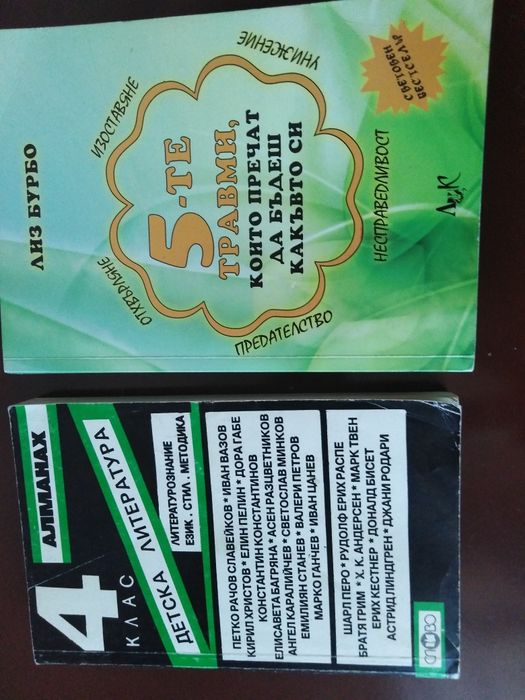 ЛИЗ БУРБО
ИЗОСТАВЯНЕ
УНИЖЕНИЕ
ОТХВЪРЛЯНЕ
5-ТЕ
ТРАВМИ,
КОИТО ПРЕЧАТ
ДА БЪДЕШ
КАКЪВТО СИ
ПРЕДАТЕЛСТВО
НЕСПРАВЕДЛИВОСТ
СВЕТОВЕН
БЕСТСЕЛЪР
ЛиК
4
КЛАС
АЛМАНАХ
ДЕТСКА ЛИТЕРАТУРА
ЛИТЕРАТУРОЗНАНИЕ
ЕЗИК. СТИЛ. МЕТОДИКА
ПЕТКО РАЧОВ СЛАВЕЙКОВ * ИВАН ВАЗОВ
КИРИЛ ХРИСТОВ * ЕЛИН ПЕЛИН * ДОРА ГАБЕ
КОНСТАНТИН КОНСТАНТИНОВ
ЕЛИСАВЕТА БАГРЯНА * АСЕН РАЗЦВЕТНИКОВ
АНГЕЛ КАРАЛИЙЧЕВ * СВЕТОСЛАВ МИНКОВ
ЕМИЛИЯН СТАНЕВ * ВАЛЕРИ ПЕТРОВ
МАРКО ГАНЧЕВ * ИВАН ЦАНЕВ
ШАРЛ ПЕРО * РУДОЛФ ЕРИХ РАСПЕ
БРАТЯ ГРИМ * Х. К. АНДЕРСЕН * МАРК ТВЕН
ЕРИХ КЕСТНЕР * ДОНАЛД БИСЕТ
АСТРИД ЛИНДГРЕН * ДЖАНИ РОДАРИ
СЛОВО